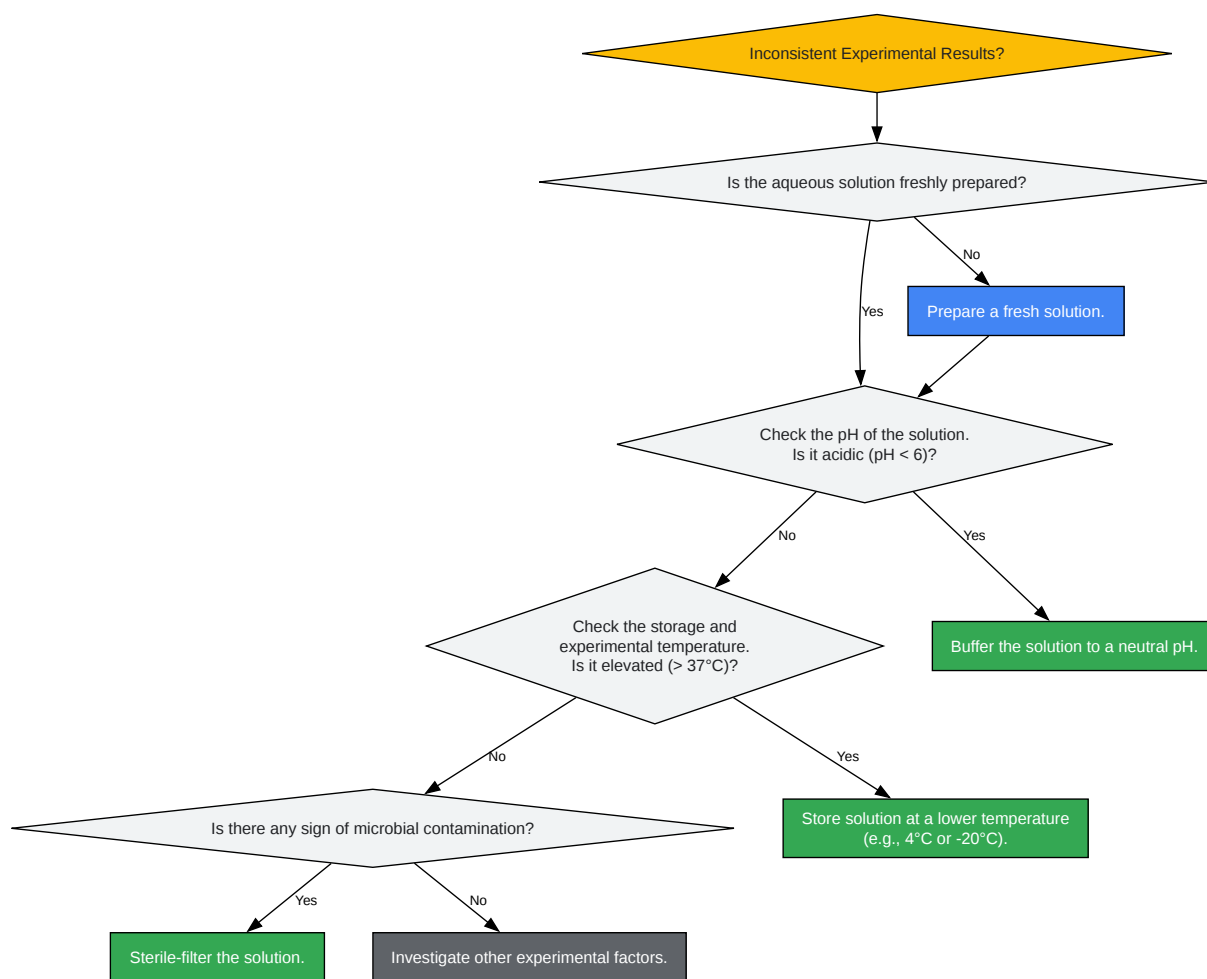 Inconsistent Experimental Results?
Is the aqueous solution freshly prepared?
No
Yes
Prepare a fresh solution.
Check the pH of the solution.
Is it acidic (pH < 6)?
No
Yes
Check the storage and
experimental temperature.
Is it elevated (> 37°C)?
Buffer the solution to a neutral pH.
No
Yes
Is there any sign of microbial contamination?
Store solution at a lower temperature
(e.g., 4°C or -20°C).
Yes
No
Sterile-filter the solution.
Investigate other experimental factors.